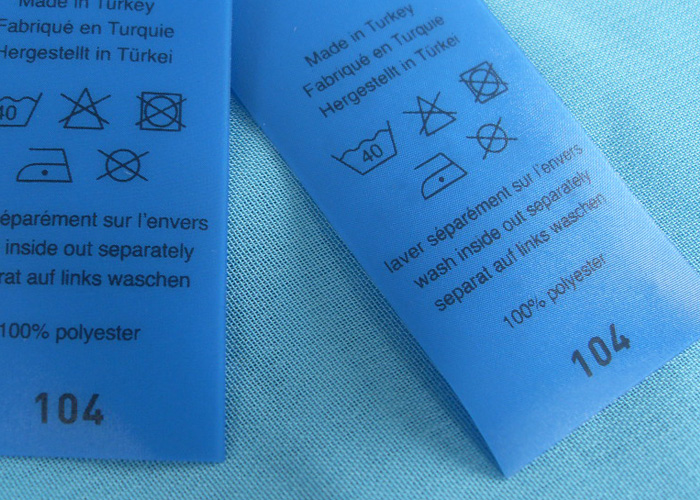 Made in Turkey
Fabriqué en Turquie
Hergestellt in Türkei
40
éparément sur l'envers
inside out separately
rat auf links waschen
100% polyester
104
Made in Turkey
Fabriqué en Turquie
Hergestellt in Türkei
40
laver séparément sur l'envers
wash inside out separately
separat auf links waschen
100% polyester
104